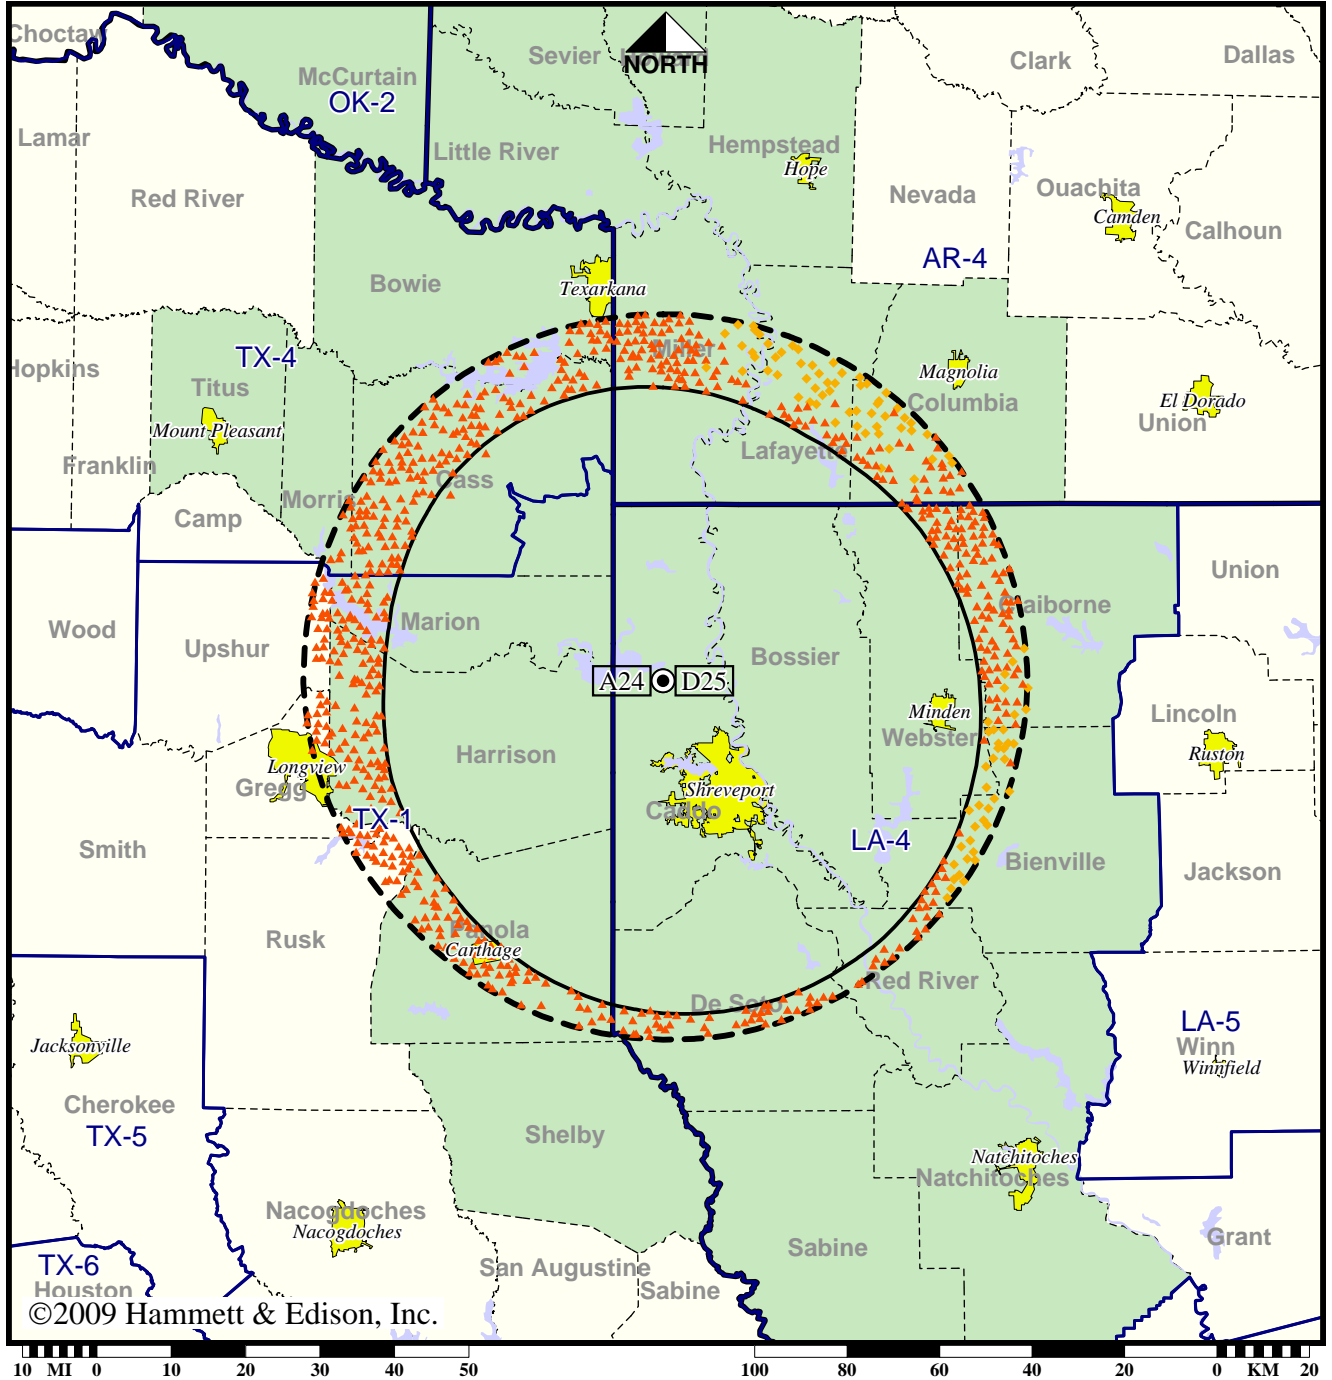 Choctaw
Sevier
Howard
NORTH
Clark
Dallas
McCurtain
OK-2
Lamar
Little River
Hempstead
Hope
Red River
Nevada
Ouachita
Camden
Calhoun
AR-4
Bowie
Texarkana
TX-4
Miller
Hopkins
Titus
Magnolia
Columbia
El Dorado
Union
Mount Pleasant
Franklin
Cass
Lafayette
Morris
Camp
Union
Wood
Upshur
Marion
Claiborne
Bossier
A24
D25
Minden
Webster
Lincoln
Ruston
Harrison
Longview
Gregg
Shreveport
Caddo
TX-1
LA-4
Smith
Bienville
Jackson
Rusk
Panola
Carthage
Red River
De Soto
LA-5
Winn
Winnfield
Jacksonville
Cherokee
TX-5
Shelby
Natchitoches
Natchitoches
Nacogdoches
Nacogdoches
Grant
Sabine
TX-6
Houston
San Augustine
Sabine
©2009 Hammett & Edison, Inc.
10 MI 0 10 20 30 40 50 100 80 60 40 20 0 KM 20